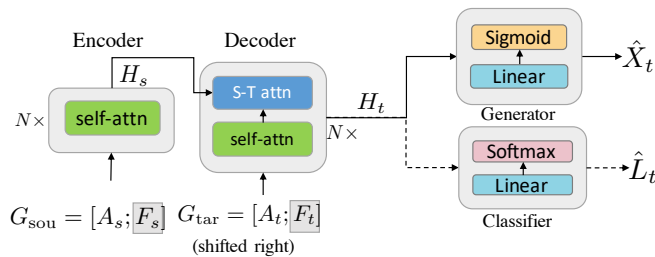 Encoder
Decoder
H_s
N×
self-attn
S-T attn
self-attn
N×
H_t
Sigmoid
Linear
Generator
X̂_t
Softmax
Linear
Classifier
L̂_t
G_sou = [A_s; F_s]
G_tar = [A_t; F_t]
(shifted right)